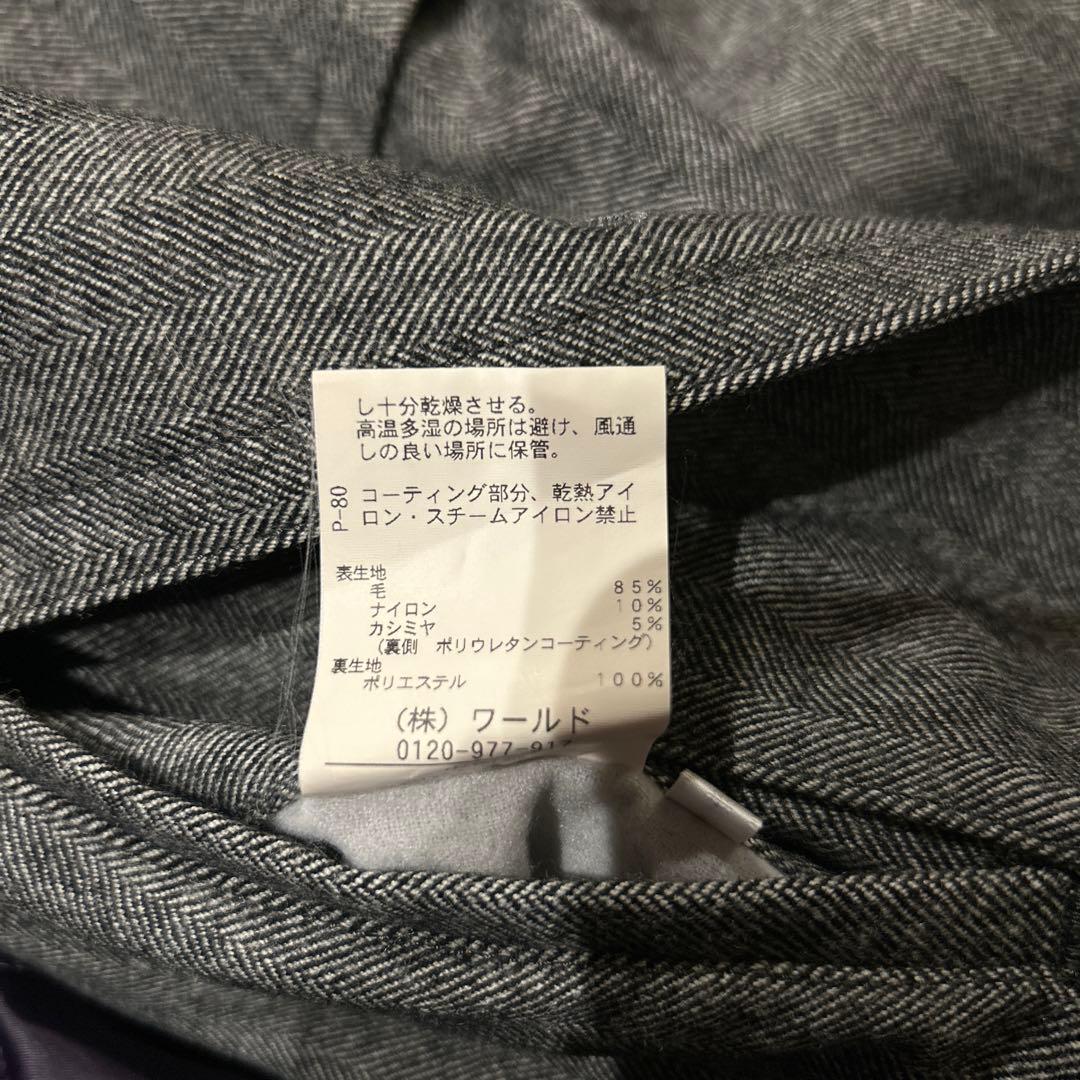 し十分乾燥させる。
高温多湿の場所は避け、風通
しの良い場所に保管。
P-80
コーティング部分、乾熱アイ
ロン・スチームアイロン禁止
表生地
毛 85%
ナイロン 10%
カシミヤ 5%
(裏側 ポリウレタンコーティング)
裏生地
ポリエステル 100%
(株) ワールド
0120-977-